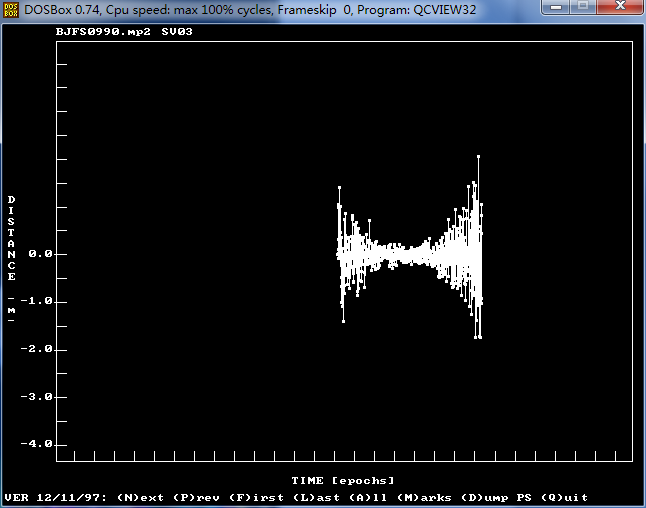 DOS BOX DOSBox 0.74, Cpu speed: max 100% cycles, Frameskip 0, Program: QCVIEW32
BJFS0990.mp2 SV03
DISTANCE -m-
0.0
-1.0
-2.0
-3.0
-4.0
TIME [epochs]
VER 12/11/97: (N)ext (P)rev (F)irst (L)ast (A)ll (M)arks (D)ump PS (Q)uit